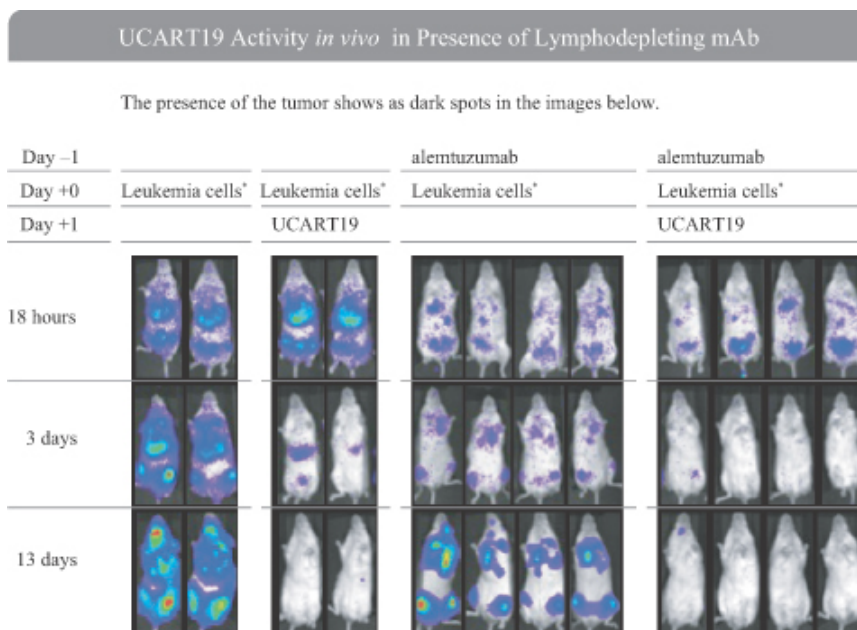 UCART19 Activity in vivo in Presence of Lymphodepleting mAb
The presence of the tumor shows as dark spots in the images below.
Day –1 alemtuzumab alemtuzumab
Day +0 Leukemia cells* Leukemia cells* Leukemia cells* Leukemia cells*
Day +1 UCART19 UCART19
18 hours
3 days
13 days